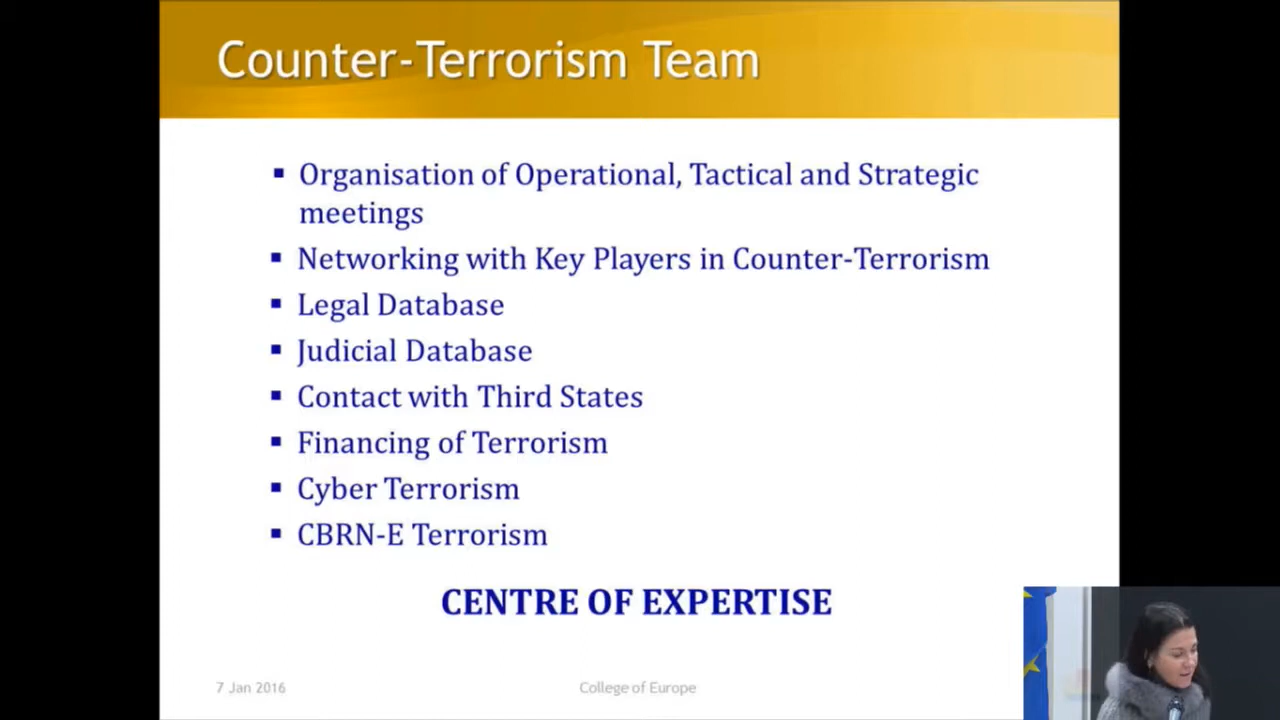 Counter-Terrorism Team
▪ Organisation of Operational, Tactical and Strategic
meetings
▪ Networking with Key Players in Counter-Terrorism
▪ Legal Database
▪ Judicial Database
▪ Contact with Third States
▪ Financing of Terrorism
▪ Cyber Terrorism
▪ CBRN-E Terrorism
CENTRE OF EXPERTISE
7 Jan 2016
College of Europe